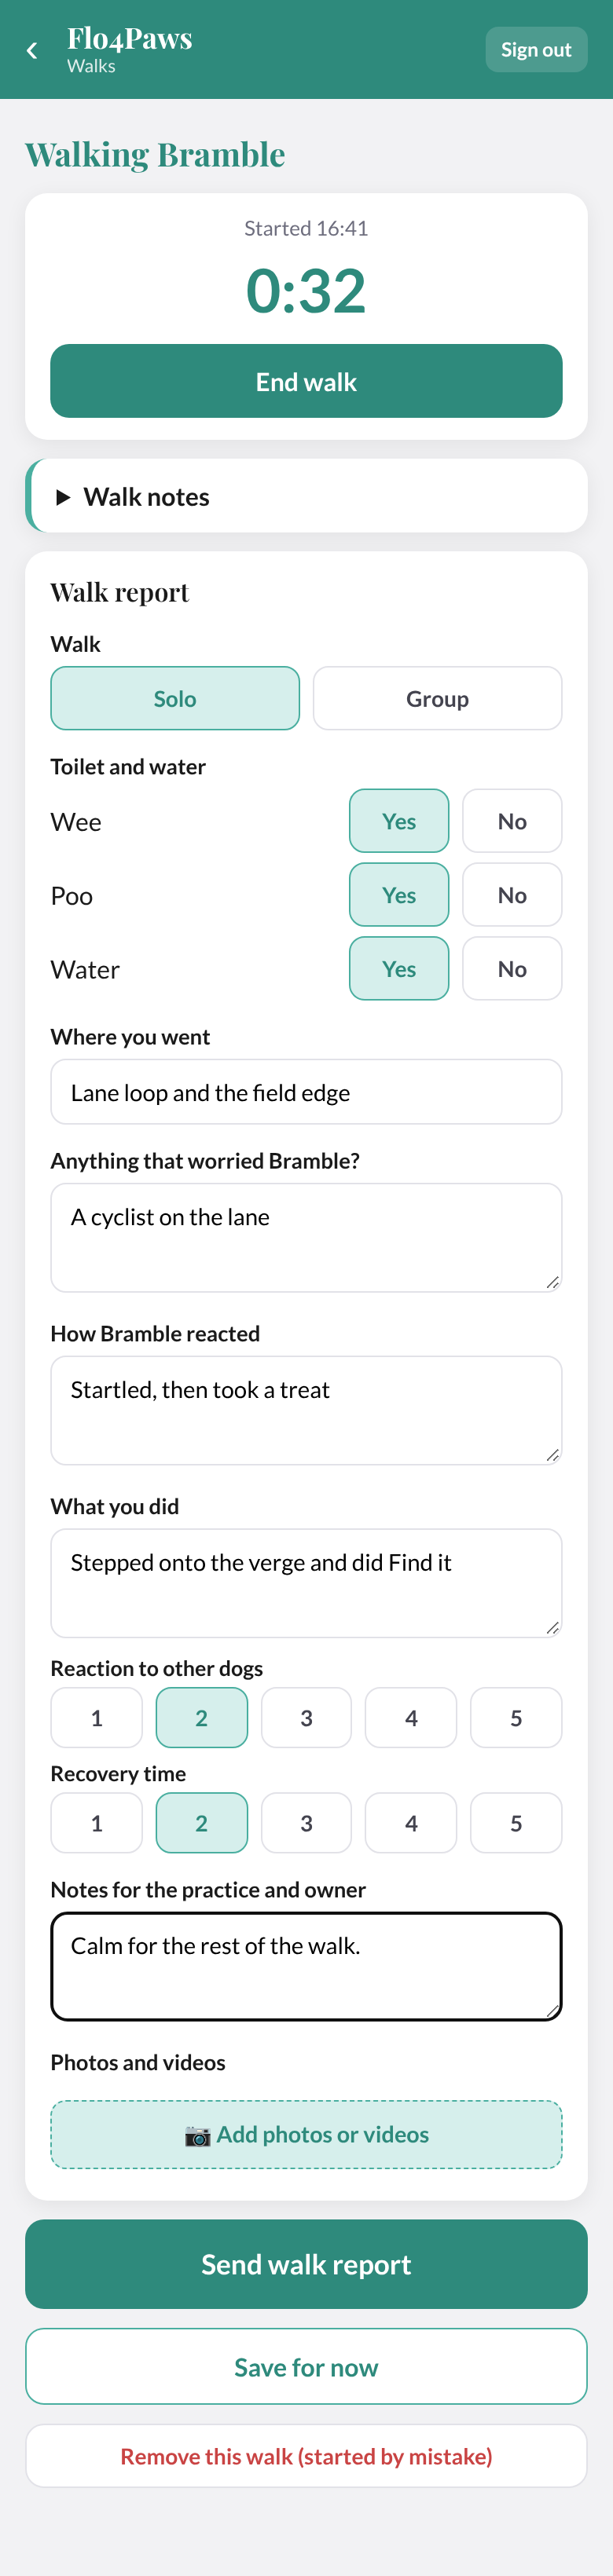 Flo4Paws
Walks
Sign out
Walking Bramble
Started 16:41
0:32
End walk
Walk notes
Walk report
Walk
Solo
Group
Toilet and water
Wee
Yes
No
Poo
Yes
No
Water
Yes
No
Where you went
Lane loop and the field edge
Anything that worried Bramble?
A cyclist on the lane
How Bramble reacted
Startled, then took a treat
What you did
Stepped onto the verge and did Find it
Reaction to other dogs
1 2 3 4 5
Recovery time
1 2 3 4 5
Notes for the practice and owner
Calm for the rest of the walk.
Photos and videos
📷 Add photos or videos
Send walk report
Save for now
Remove this walk (started by mistake)